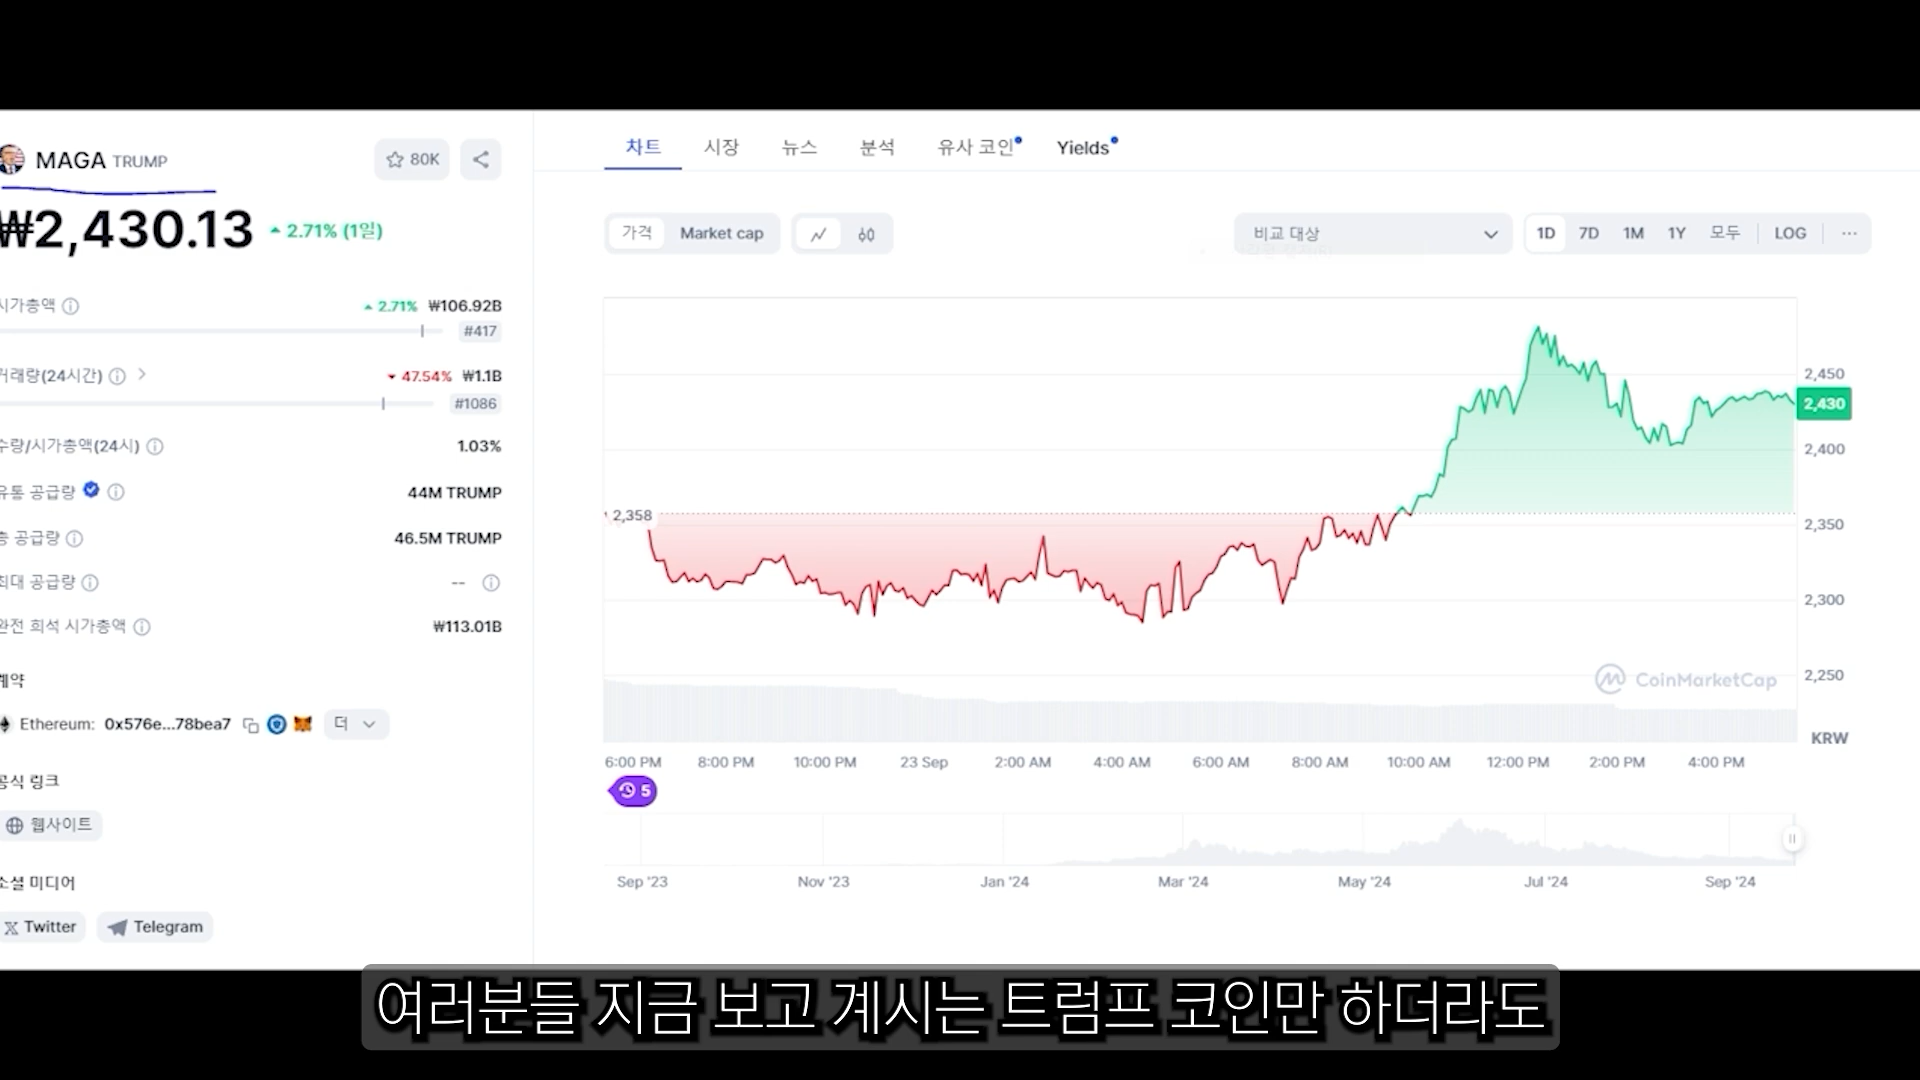 MAGA TRUMP
80K
₩2,430.13
2.71% (1일)
시가총액
2.71% ₩106.92B
#417
거래량(24시간)
47.54% ₩1.1B
#1086
수량/시가총액(24시)
1.03%
유통 공급량
44M TRUMP
총 공급량
46.5M TRUMP
최대 공급량
--
완전 희석 시가총액
₩113.01B
계약
Ethereum: 0x576e...78bea7
더
공식 링크
웹사이트
소셜 미디어
Twitter
Telegram
차트 시장 뉴스 분석 유사 코인 Yields
가격 Market cap
비교 대상
1D 7D 1M 1Y 모두 LOG ...
2,450
2,430
2,400
2,358
2,350
2,300
2,250
CoinMarketCap
KRW
6:00 PM 8:00 PM 10:00 PM 23 Sep 2:00 AM 4:00 AM 6:00 AM 8:00 AM 10:00 AM 12:00 PM 2:00 PM 4:00 PM
5
Sep '23 Nov '23 Jan '24 Mar '24 May '24 Jul '24 Sep '24
여러분들 지금 보고 계시는 트럼프 코인만 하더라도